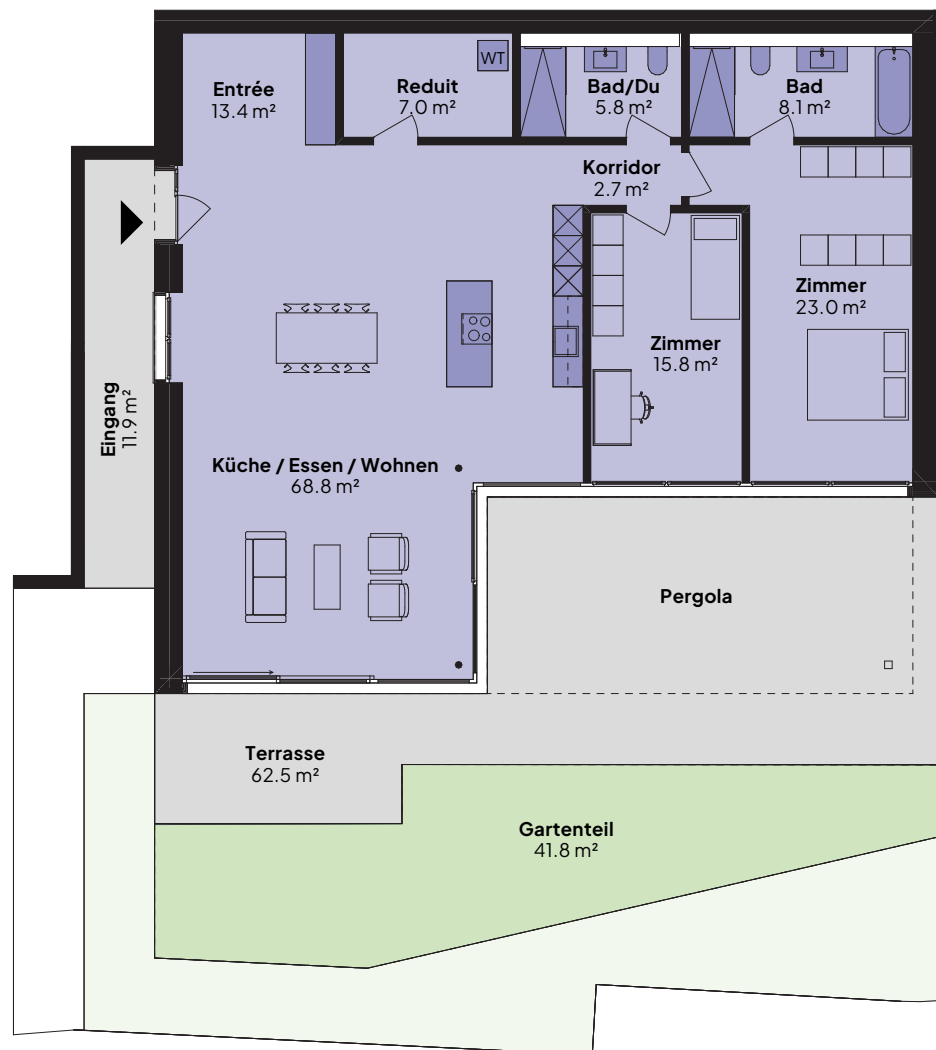 Entrée
13.4 m²
Reduit
7.0 m²
WT
Bad/Du
5.8 m²
Bad
8.1 m²
Korridor
2.7 m²
Zimmer
23.0 m²
Zimmer
15.8 m²
Eingang
11.9 m²
Küche / Essen / Wohnen
68.8 m²
Pergola
Terrasse
62.5 m²
Gartenteil
41.8 m²